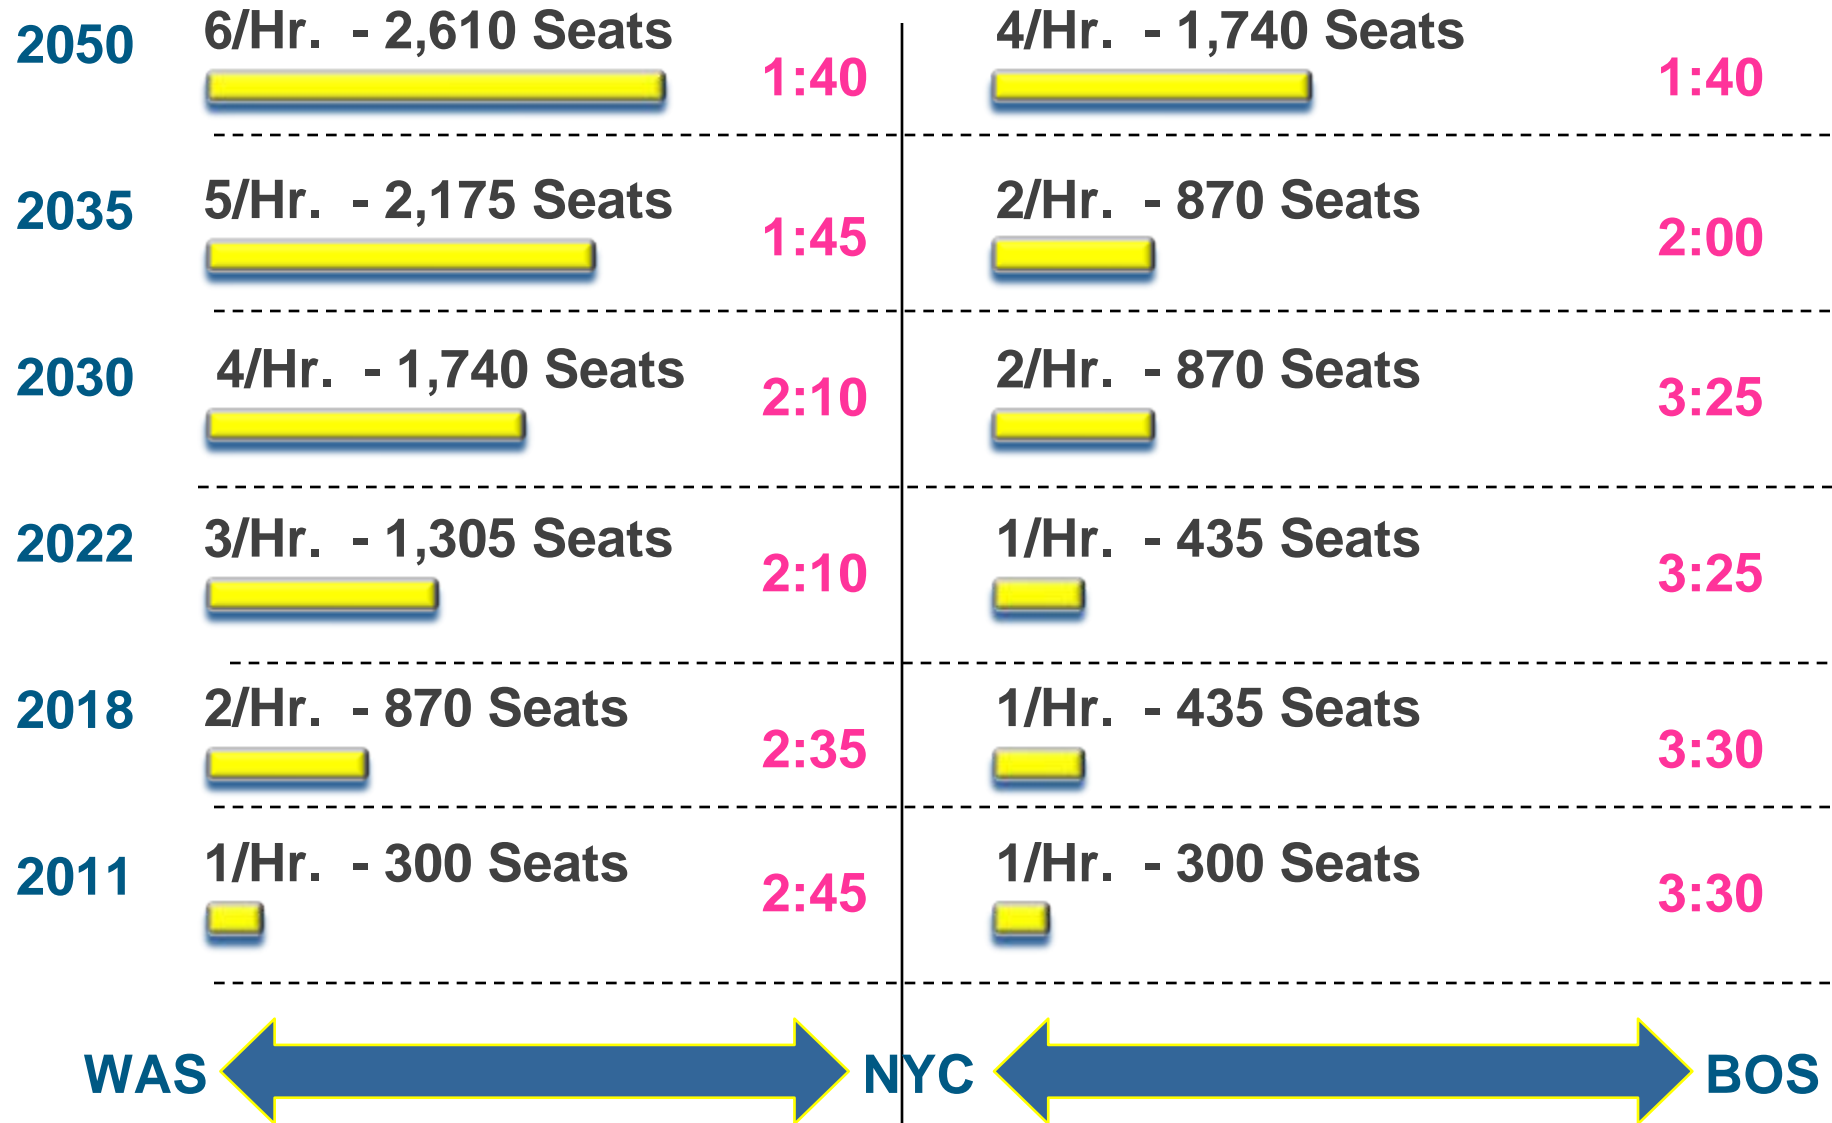 2050 6/Hr. - 2,610 Seats 1:40 4/Hr. - 1,740 Seats 1:40
2035 5/Hr. - 2,175 Seats 1:45 2/Hr. - 870 Seats 2:00
2030 4/Hr. - 1,740 Seats 2:10 2/Hr. - 870 Seats 3:25
2022 3/Hr. - 1,305 Seats 2:10 1/Hr. - 435 Seats 3:25
2018 2/Hr. - 870 Seats 2:35 1/Hr. - 435 Seats 3:30
2011 1/Hr. - 300 Seats 2:45 1/Hr. - 300 Seats 3:30
WAS NYC BOS